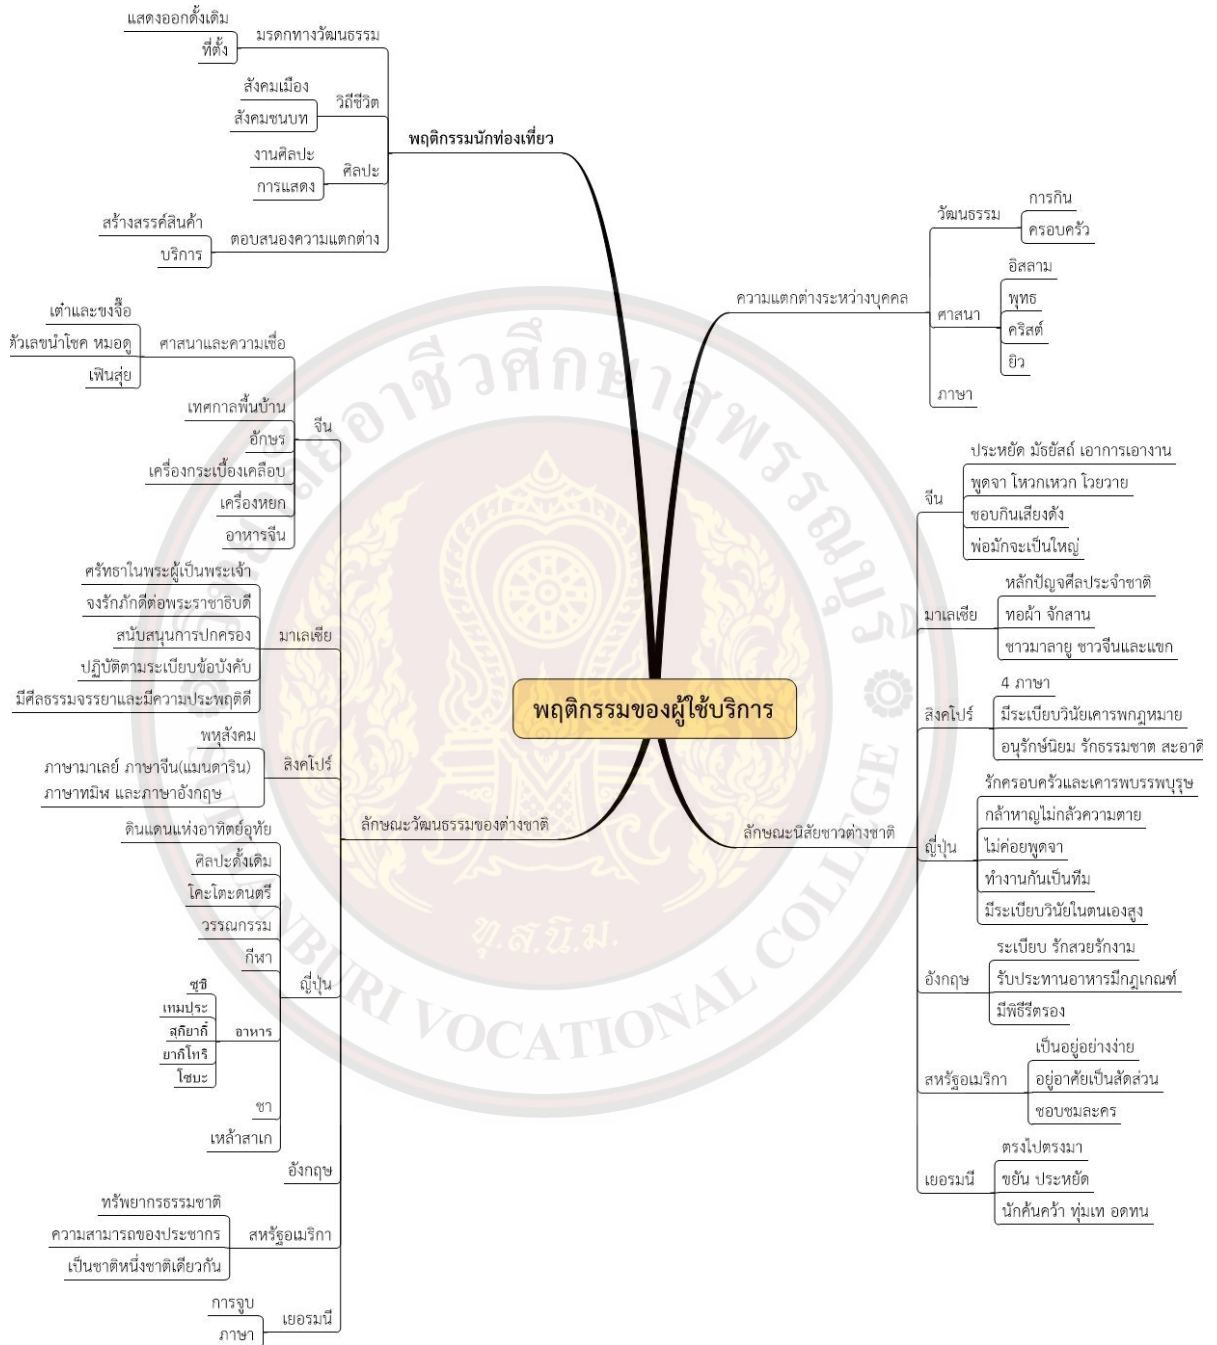 พฤติกรรมของผู้ใช้บริการ
พฤติกรรมนักท่องเที่ยว
มรดกทางวัฒนธรรม
แสดงออกดั้งเดิม
ที่ตั้ง
วิถีชีวิต
สังคมเมือง
สังคมชนบท
ศิลปะ
งานศิลปะ
การแสดง
ตอบสนองความแตกต่าง
สร้างสรรค์สินค้า
บริการ
ความแตกต่างระหว่างบุคคล
วัฒนธรรม
การกิน
ครอบครัว
ศาสนา
อิสลาม
พุทธ
คริสต์
ยิว
ภาษา
ลักษณะวัฒนธรรมของต่างชาติ
จีน
ศาสนาและความเชื่อ
เต๋าและขงจื๊อ
ตัวเลขนำโชค หมอดู
เฟินสุ่ย
เทศกาลพื้นบ้าน
อักษร
เครื่องกระเบื้องเคลือบ
เครื่องหยก
อาหารจีน
มาเลเซีย
ศรัทธาในพระผู้เป็นพระเจ้า
จงรักภักดีต่อพระราชาธิบดี
สนับสนุนการปกครอง
ปฏิบัติตามระเบียบข้อบังคับ
มีศีลธรรมจรรยาและมีความประพฤติดี
สิงคโปร์
พหุสังคม
ภาษามาเลย์ ภาษาจีน(แมนดาริน)
ภาษาทมิฬ และภาษาอังกฤษ
ญี่ปุ่น
ดินแดนแห่งอาทิตย์อุทัย
ศิลปะดั้งเดิม
โคะโตะดนตรี
วรรณกรรม
กีฬา
อาหาร
ซุชิ
เทมปุระ
สุกียากี้
ยากิโทริ
โซบะ
ชา
เหล้าสาเก
อังกฤษ
สหรัฐอเมริกา
ทรัพยากรธรรมชาติ
ความสามารถของประชากร
เป็นชาติหนึ่งชาติเดียวกัน
เยอรมนี
การจูบ
ภาษา
ลักษณะนิสัยชาวต่างชาติ
จีน
ประหยัด มัธยัสถ์ เอาการเอางาน
พูดจา โหวกเหวก โวยวาย
ชอบกินเสียงดัง
พ่อมักจะเป็นใหญ่
มาเลเซีย
หลักปัญจศีลประจำชาติ
ทอผ้า จักสาน
ชาวมาลายู ชาวจีนและแขก
สิงคโปร์
4 ภาษา
มีระเบียบวินัยเคารพกฎหมาย
อนุรักษ์นิยม รักธรรมชาต สะอาดิ
ญี่ปุ่น
รักครอบครัวและเคารพบรรพบุรุษ
กล้าหาญไม่กลัวความตาย
ไม่ค่อยพูดจา
ทำงานกันเป็นทีม
มีระเบียบวินัยในตนเองสูง
อังกฤษ
ระเบียบ รักสวยรักงาม
รับประทานอาหารมีกฎเกณฑ์
มีพิธีรีตรอง
สหรัฐอเมริกา
เป็นอยู่อย่างง่าย
อยู่อาศัยเป็นสัดส่วน
ชอบชมละคร
เยอรมนี
ตรงไปตรงมา
ขยัน ประหยัด
นักค้นคว้า ทุ่มเท อดทน
วิทยาลัยอาชีวศึกษาสุพรรณบุรี
ทุ.ส.นิ.ม.
SUPHANBURI VOCATIONAL COLLEGE